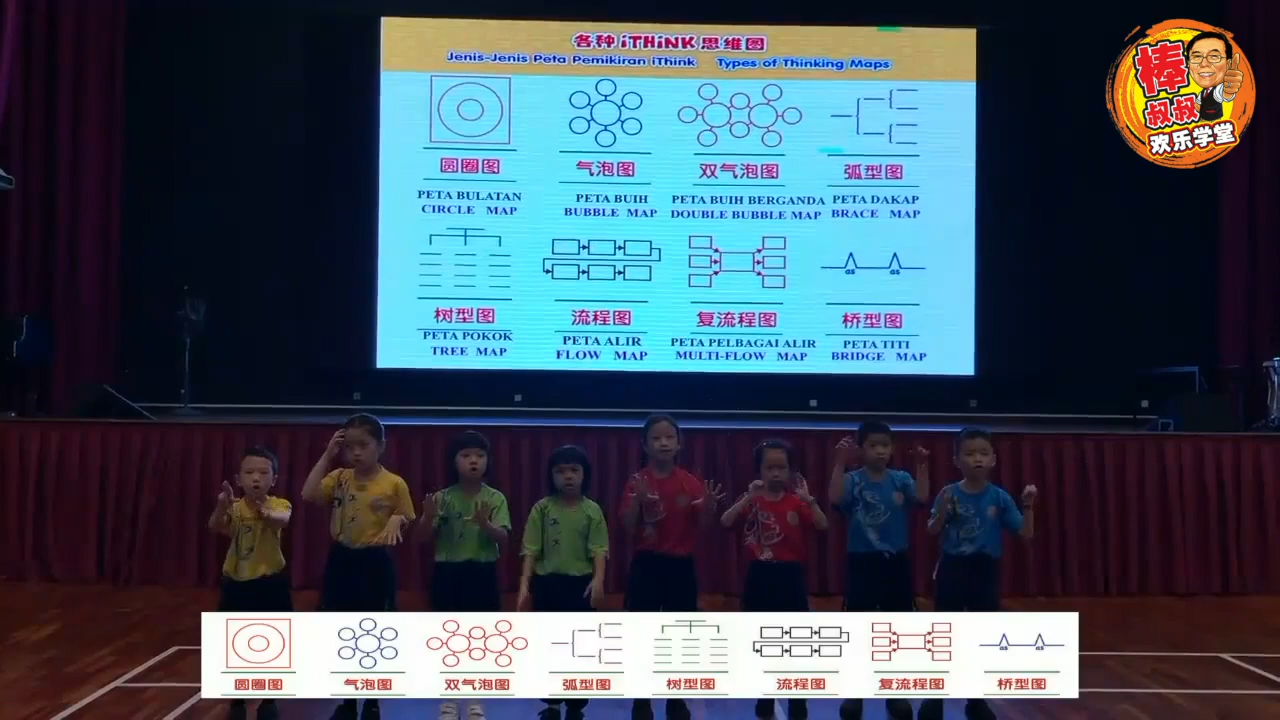 各种 iTHiNK 思维图
Jenis-Jenis Peta Pemikiran iThink Types of Thinking Maps
圆圈图 气泡图 双气泡图 弧型图
PETA BULATAN PETA BUIH PETA BUIH BERGANDA PETA DAKAP
CIRCLE MAP BUBBLE MAP DOUBLE BUBBLE MAP BRACE MAP
as as
树型图 流程图 复流程图 桥型图
PETA POKOK PETA ALIR PETA PELBAGAI ALIR PETA TITI
TREE MAP FLOW MAP MULTI-FLOW MAP BRIDGE MAP
棒
叔叔
欢乐学堂
as as
圆圈图 气泡图 双气泡图 弧型图 树型图 流程图 复流程图 桥型图